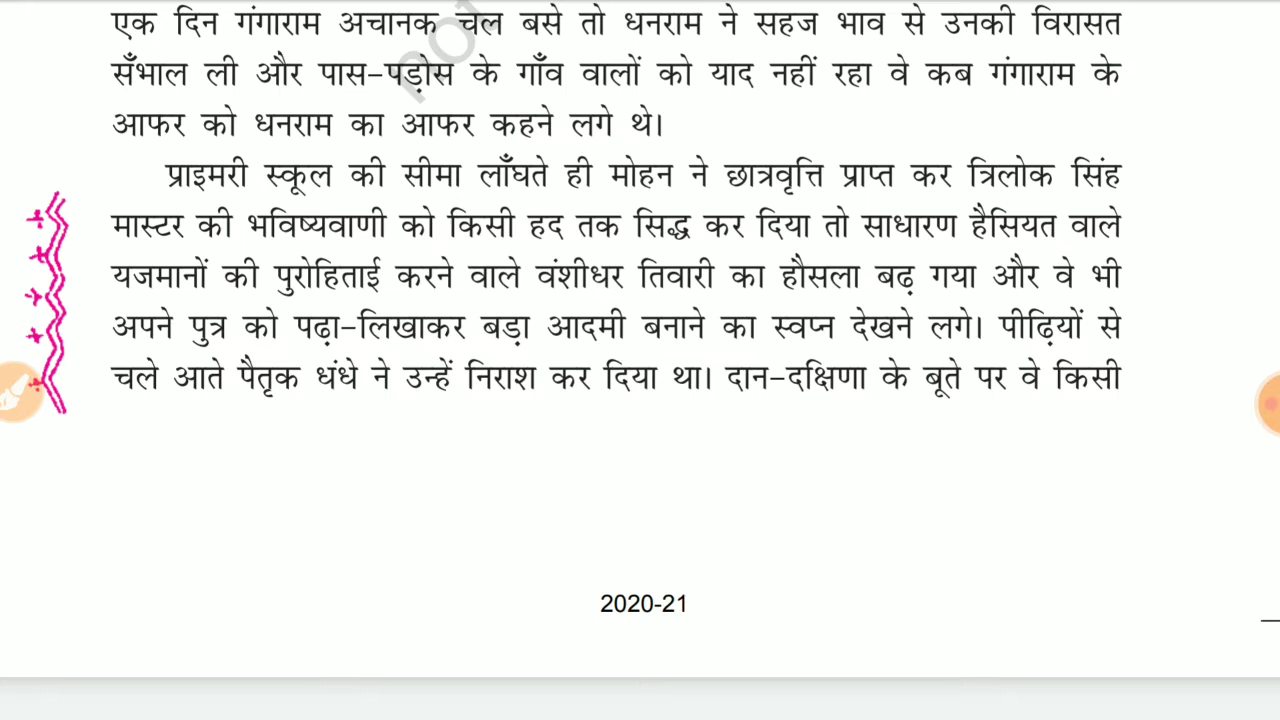 एक दिन गंगाराम अचानक चल बसे तो धनराम ने सहज भाव से उनकी विरासत
सँभाल ली और पास-पड़ोस के गाँव वालों को याद नहीं रहा वे कब गंगाराम के
आफर को धनराम का आफर कहने लगे थे।
प्राइमरी स्कूल की सीमा लाँघते ही मोहन ने छात्रवृत्ति प्राप्त कर त्रिलोक सिंह
मास्टर की भविष्यवाणी को किसी हद तक सिद्ध कर दिया तो साधारण हैसियत वाले
यजमानों की पुरोहिताई करने वाले वंशीधर तिवारी का हौसला बढ़ गया और वे भी
अपने पुत्र को पढ़ा-लिखाकर बड़ा आदमी बनाने का स्वप्न देखने लगे। पीढ़ियों से
चले आते पैतृक धंधे ने उन्हें निराश कर दिया था। दान-दक्षिणा के बूते पर वे किसी
2020-21